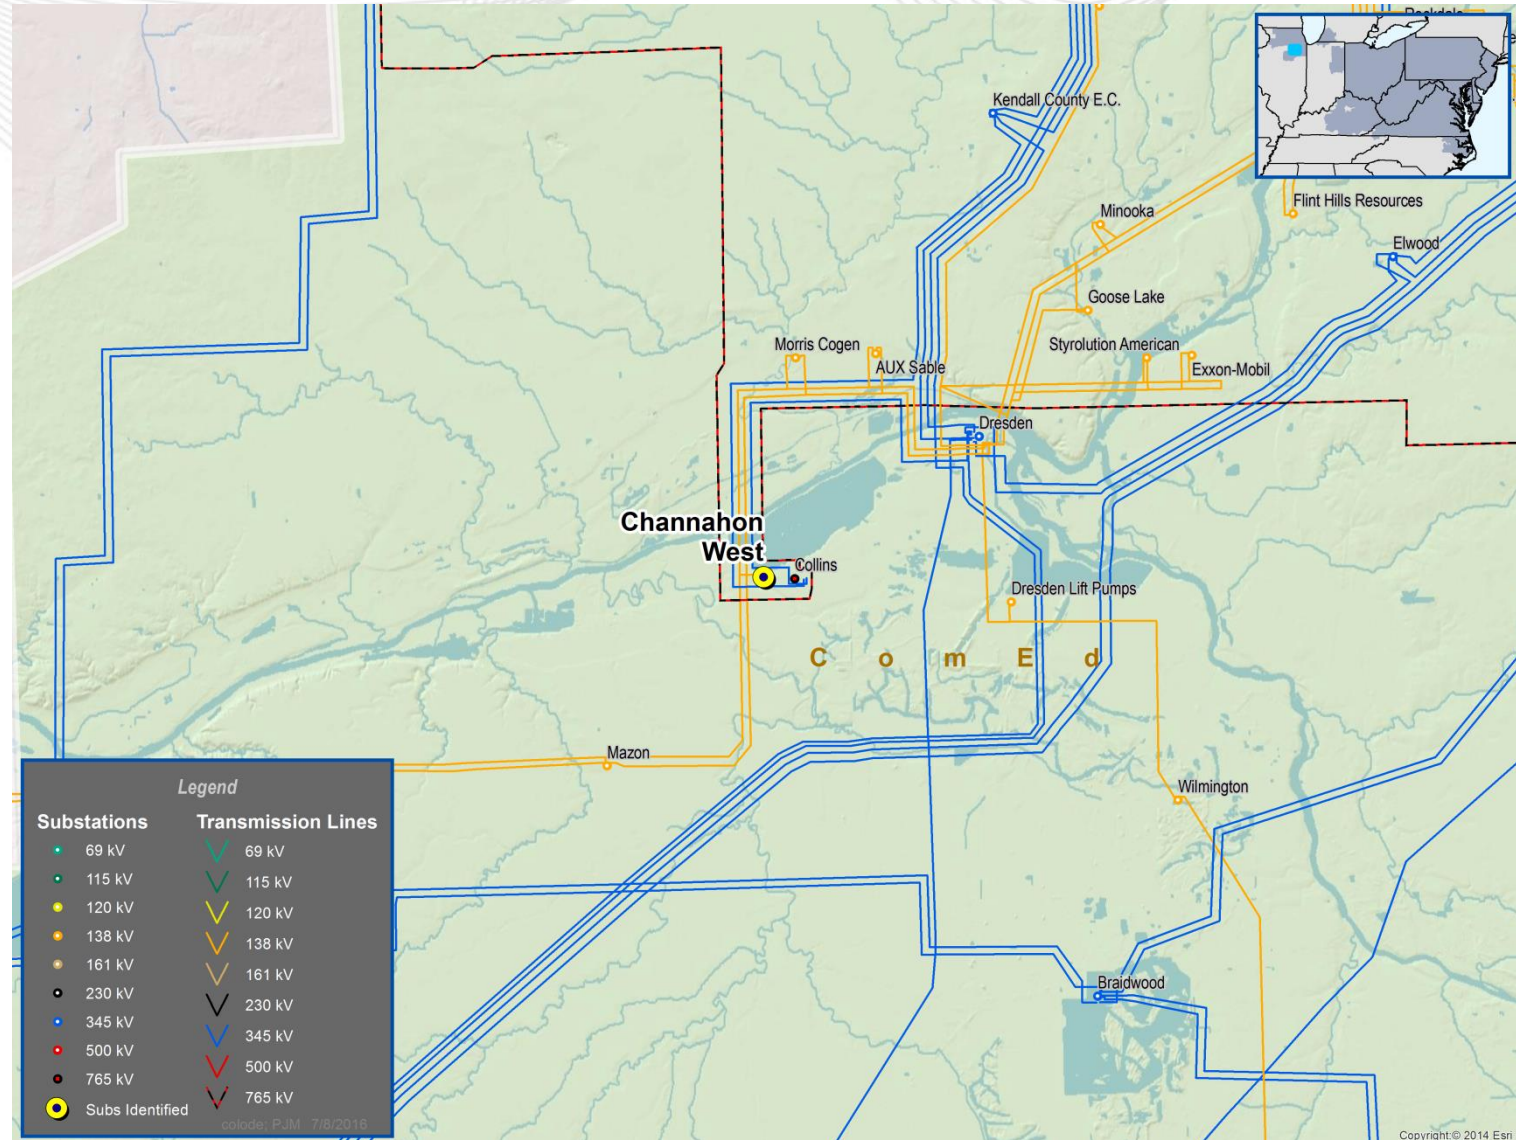 Rockdale
Kendall County E.C.
Flint Hills Resources
Minooka
Elwood
Goose Lake
Morris Cogen
Styrolution American
AUX Sable
Exxon-Mobil
Dresden
Channahon
West
Collins
Dresden Lift Pumps
C o m E d
Mazon
Wilmington
Braidwood
Legend
Substations
69 kV
115 kV
120 kV
138 kV
161 kV
230 kV
345 kV
500 kV
765 kV
Subs Identified
Transmission Lines
69 kV
115 kV
120 kV
138 kV
161 kV
230 kV
345 kV
500 kV
765 kV
colode; PJM 7/8/2016
Copyright:© 2014 Esri